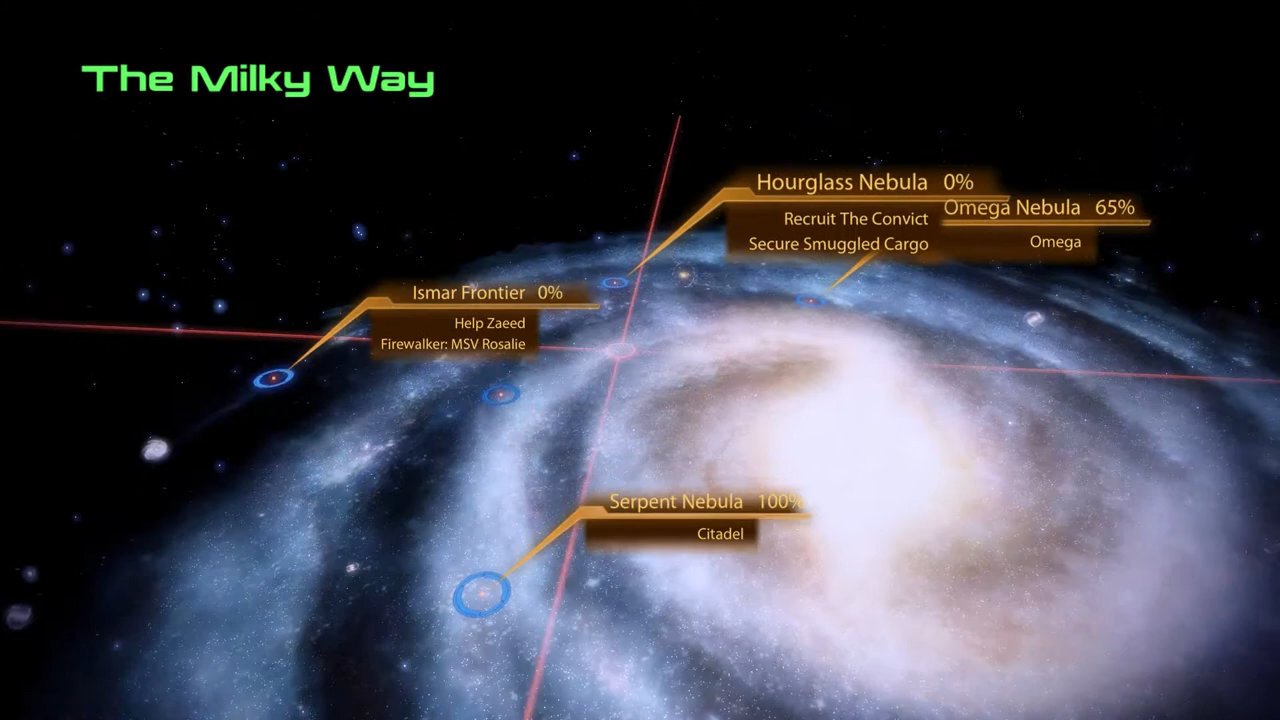 The Milky Way
Hourglass Nebula 0%
Recruit The Convict
Secure Smuggled Cargo
Omega Nebula 65%
Omega
Ismar Frontier 0%
Help Zaeed
Firewalker: MSV Rosalie
Serpent Nebula 100%
Citadel